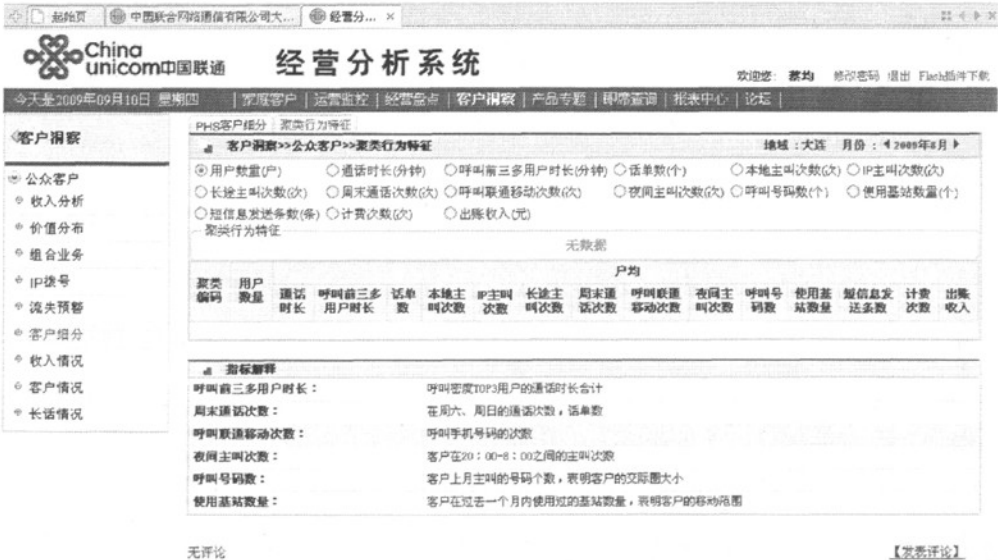 起始页 中国联合网络通信有限公司大... 经营分...
China
unicom中国联通 经营分析系统
欢迎您: 蔡均 修改密码 退出 Flash插件下载
今天是2009年09月10日 星期四 | 家庭客户 | 运营监控 | 经营盘点 | 客户洞察 | 产品专题 | 即席查询 | 报表中心 | 论坛 |
客户洞察
公众客户
收入分析
价值分布
组合业务
IP拨号
流失预警
客户细分
收入情况
客户情况
长话情况
PHS客户细分 聚类行为特征
客户洞察>>公众客户>>聚类行为特征 地域：大连 月份：2009年8月
用户数量(户) 通话时长(分钟) 呼叫前三多用户时长(分钟) 话单数(个) 本地主叫次数(次) IP主叫次数(次)
长途主叫次数(次) 周末通话次数(次) 呼叫联通移动次数(次) 夜间主叫次数(次) 呼叫号码数(个) 使用基站数量(个)
短信息发送条数(条) 计费次数(次) 出账收入(元)
聚类行为特征
无数据
聚类编码 用户数量 户均
通话时长 呼叫前三多用户时长 话单数 本地主叫次数 IP主叫次数 长途主叫次数 周末通话次数 呼叫联通移动次数 夜间主叫次数 呼叫号码数 使用基站数量 短信息发送条数 计费次数 出账收入
指标解释
呼叫前三多用户时长： 呼叫密度TOP3用户的通话时长合计
周末通话次数： 在周六、周日的通话次数，话单数
呼叫联通移动次数： 呼叫手机号码的次数
夜间主叫次数： 客户在20：00-8：00之间的主叫次数
呼叫号码数： 客户上月主叫的号码个数，表明客户的交际圈大小
使用基站数量： 客户在过去一个月内使用过的基站数量，表明客户的移动范围
无评论 【发表评论】